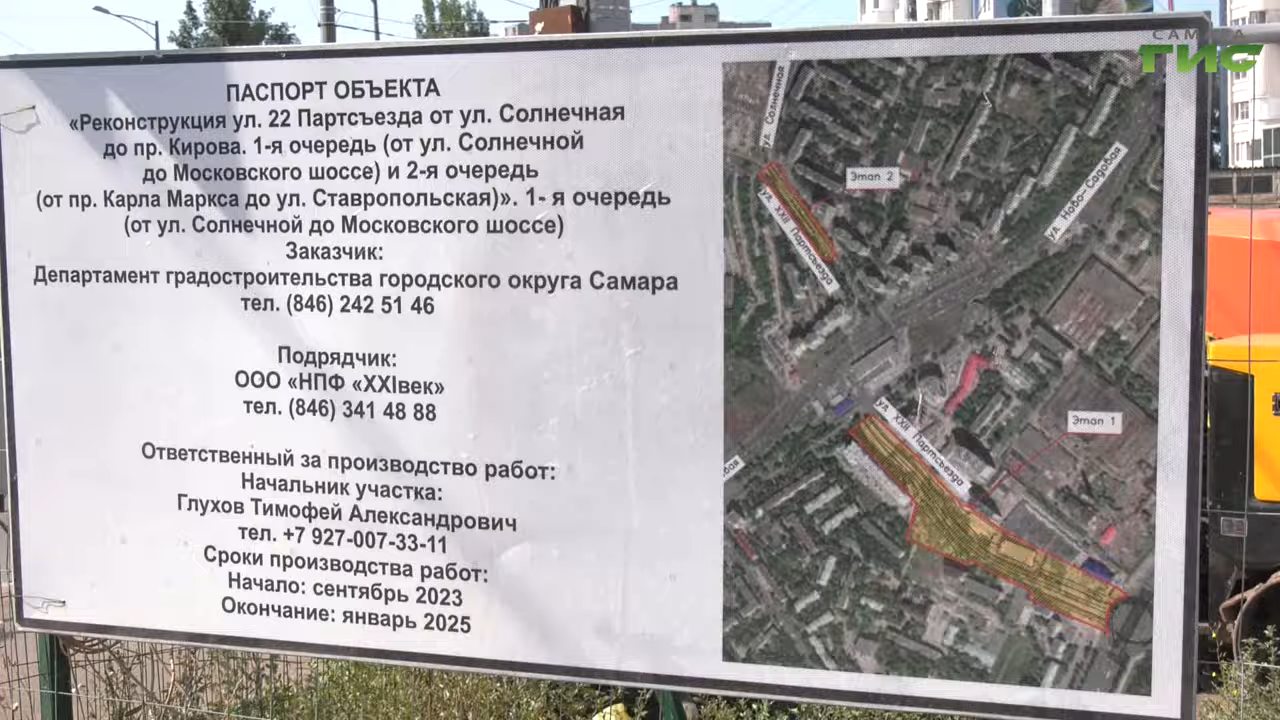 ПАСПОРТ ОБЪЕКТА
«Реконструкция ул. 22 Партсъезда от ул. Солнечная
до пр. Кирова. 1-я очередь (от ул. Солнечной
до Московского шоссе) и 2-я очередь
(от пр. Карла Маркса до ул. Ставропольская)». 1- я очередь
(от ул. Солнечной до Московского шоссе)
Заказчик:
Департамент градостроительства городского округа Самара
тел. (846) 242 51 46
Подрядчик:
ООО «НПФ «XXIвек»
тел. (846) 341 48 88
Ответственный за производство работ:
Начальник участка:
Глухов Тимофей Александрович
тел. +7 927-007-33-11
Сроки производства работ:
Начало: сентябрь 2023
Окончание: январь 2025
ул. Солнечная
Этап 2
ул. XXII Партсъезда
ул. Ново-Садовая
ул. XXII Партсъезда
Этап 1
САМАРА
ГИС